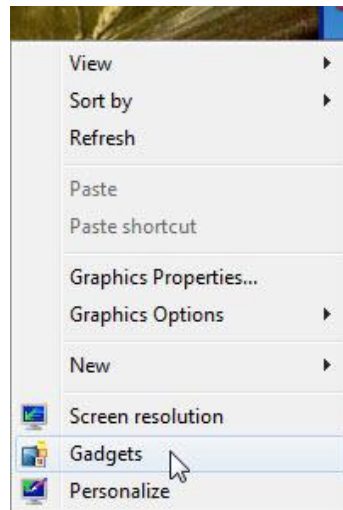 View
Sort by
Refresh
Paste
Paste shortcut
Graphics Properties...
Graphics Options
New
Screen resolution
Gadgets
Personalize